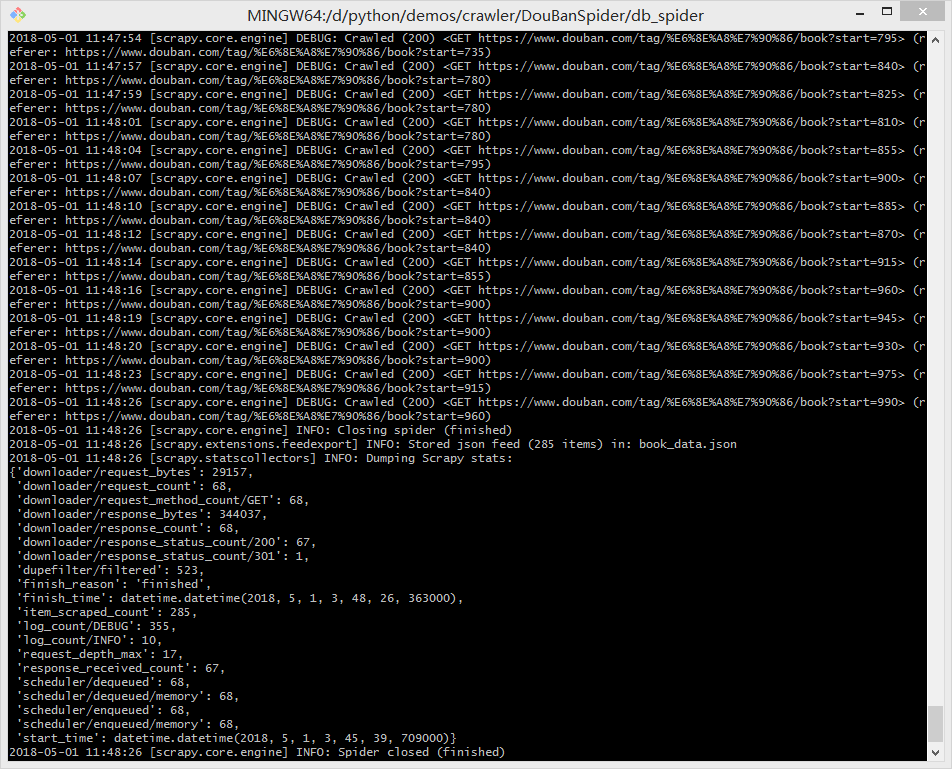 MINGW64:/d/python/demos/crawler/DouBanSpider/db_spider
2018-05-01 11:47:54 [scrapy.core.engine] DEBUG: Crawled (200) <GET https://www.douban.com/tag/%E6%8E%A8%E7%90%86/book?start=795> (r
eferer: https://www.douban.com/tag/%E6%8E%A8%E7%90%86/book?start=735)
2018-05-01 11:47:57 [scrapy.core.engine] DEBUG: Crawled (200) <GET https://www.douban.com/tag/%E6%8E%A8%E7%90%86/book?start=840> (r
eferer: https://www.douban.com/tag/%E6%8E%A8%E7%90%86/book?start=780)
2018-05-01 11:47:59 [scrapy.core.engine] DEBUG: Crawled (200) <GET https://www.douban.com/tag/%E6%8E%A8%E7%90%86/book?start=825> (r
eferer: https://www.douban.com/tag/%E6%8E%A8%E7%90%86/book?start=780)
2018-05-01 11:48:01 [scrapy.core.engine] DEBUG: Crawled (200) <GET https://www.douban.com/tag/%E6%8E%A8%E7%90%86/book?start=810> (r
eferer: https://www.douban.com/tag/%E6%8E%A8%E7%90%86/book?start=780)
2018-05-01 11:48:04 [scrapy.core.engine] DEBUG: Crawled (200) <GET https://www.douban.com/tag/%E6%8E%A8%E7%90%86/book?start=855> (r
eferer: https://www.douban.com/tag/%E6%8E%A8%E7%90%86/book?start=795)
2018-05-01 11:48:07 [scrapy.core.engine] DEBUG: Crawled (200) <GET https://www.douban.com/tag/%E6%8E%A8%E7%90%86/book?start=900> (r
eferer: https://www.douban.com/tag/%E6%8E%A8%E7%90%86/book?start=840)
2018-05-01 11:48:10 [scrapy.core.engine] DEBUG: Crawled (200) <GET https://www.douban.com/tag/%E6%8E%A8%E7%90%86/book?start=885> (r
eferer: https://www.douban.com/tag/%E6%8E%A8%E7%90%86/book?start=840)
2018-05-01 11:48:12 [scrapy.core.engine] DEBUG: Crawled (200) <GET https://www.douban.com/tag/%E6%8E%A8%E7%90%86/book?start=870> (r
eferer: https://www.douban.com/tag/%E6%8E%A8%E7%90%86/book?start=840)
2018-05-01 11:48:14 [scrapy.core.engine] DEBUG: Crawled (200) <GET https://www.douban.com/tag/%E6%8E%A8%E7%90%86/book?start=915> (r
eferer: https://www.douban.com/tag/%E6%8E%A8%E7%90%86/book?start=855)
2018-05-01 11:48:16 [scrapy.core.engine] DEBUG: Crawled (200) <GET https://www.douban.com/tag/%E6%8E%A8%E7%90%86/book?start=960> (r
eferer: https://www.douban.com/tag/%E6%8E%A8%E7%90%86/book?start=900)
2018-05-01 11:48:19 [scrapy.core.engine] DEBUG: Crawled (200) <GET https://www.douban.com/tag/%E6%8E%A8%E7%90%86/book?start=945> (r
eferer: https://www.douban.com/tag/%E6%8E%A8%E7%90%86/book?start=900)
2018-05-01 11:48:20 [scrapy.core.engine] DEBUG: Crawled (200) <GET https://www.douban.com/tag/%E6%8E%A8%E7%90%86/book?start=930> (r
eferer: https://www.douban.com/tag/%E6%8E%A8%E7%90%86/book?start=900)
2018-05-01 11:48:23 [scrapy.core.engine] DEBUG: Crawled (200) <GET https://www.douban.com/tag/%E6%8E%A8%E7%90%86/book?start=975> (r
eferer: https://www.douban.com/tag/%E6%8E%A8%E7%90%86/book?start=915)
2018-05-01 11:48:26 [scrapy.core.engine] DEBUG: Crawled (200) <GET https://www.douban.com/tag/%E6%8E%A8%E7%90%86/book?start=990> (r
eferer: https://www.douban.com/tag/%E6%8E%A8%E7%90%86/book?start=960)
2018-05-01 11:48:26 [scrapy.core.engine] INFO: Closing spider (finished)
2018-05-01 11:48:26 [scrapy.extensions.feedexport] INFO: Stored json feed (285 items) in: book_data.json
2018-05-01 11:48:26 [scrapy.statscollectors] INFO: Dumping Scrapy stats:
{'downloader/request_bytes': 29157,
 'downloader/request_count': 68,
 'downloader/request_method_count/GET': 68,
 'downloader/response_bytes': 344037,
 'downloader/response_count': 68,
 'downloader/response_status_count/200': 67,
 'downloader/response_status_count/301': 1,
 'dupefilter/filtered': 523,
 'finish_reason': 'finished',
 'finish_time': datetime.datetime(2018, 5, 1, 3, 48, 26, 363000),
 'item_scraped_count': 285,
 'log_count/DEBUG': 355,
 'log_count/INFO': 10,
 'request_depth_max': 17,
 'response_received_count': 67,
 'scheduler/dequeued': 68,
 'scheduler/dequeued/memory': 68,
 'scheduler/enqueued': 68,
 'scheduler/enqueued/memory': 68,
 'start_time': datetime.datetime(2018, 5, 1, 3, 45, 39, 709000)}
2018-05-01 11:48:26 [scrapy.core.engine] INFO: Spider closed (finished)